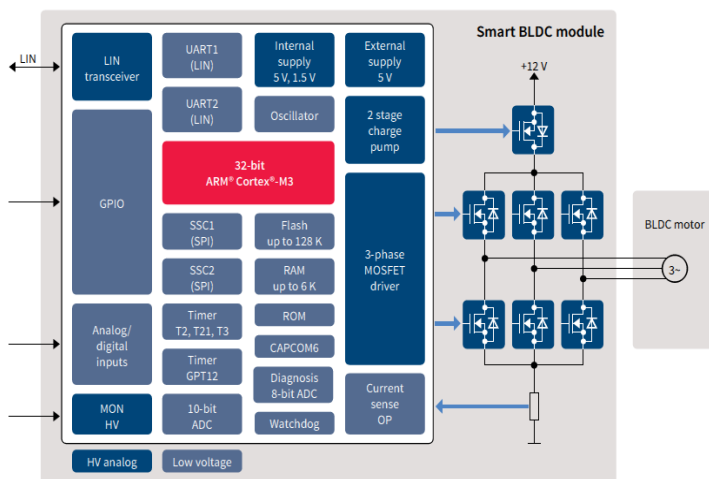 Smart BLDC module
LIN
LIN
transceiver
UART1
(LIN)
Internal
supply
5 V, 1.5 V
External
supply
5 V
+12 V
UART2
(LIN)
Oscillator
2 stage
charge
pump
32-bit
ARM® Cortex®-M3
GPIO
SSC1
(SPI)
Flash
up to 128 K
3-phase
MOSFET
driver
BLDC motor
3~
SSC2
(SPI)
RAM
up to 6 K
Analog/
digital
inputs
Timer
T2, T21, T3
ROM
CAPCOM6
Timer
GPT12
Diagnosis
8-bit ADC
Current
sense
OP
MON
HV
10-bit
ADC
Watchdog
HV analog
Low voltage